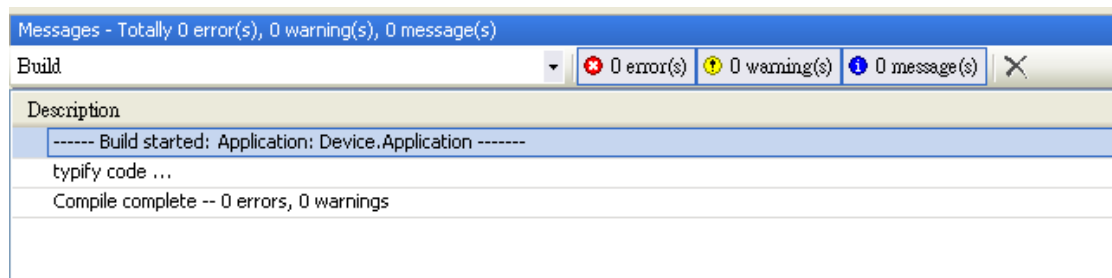 Messages - Totally 0 error(s), 0 warning(s), 0 message(s)
Build 0 error(s) 0 warning(s) 0 message(s)
Description
------ Build started: Application: Device.Application -------
typify code ...
Compile complete -- 0 errors, 0 warnings